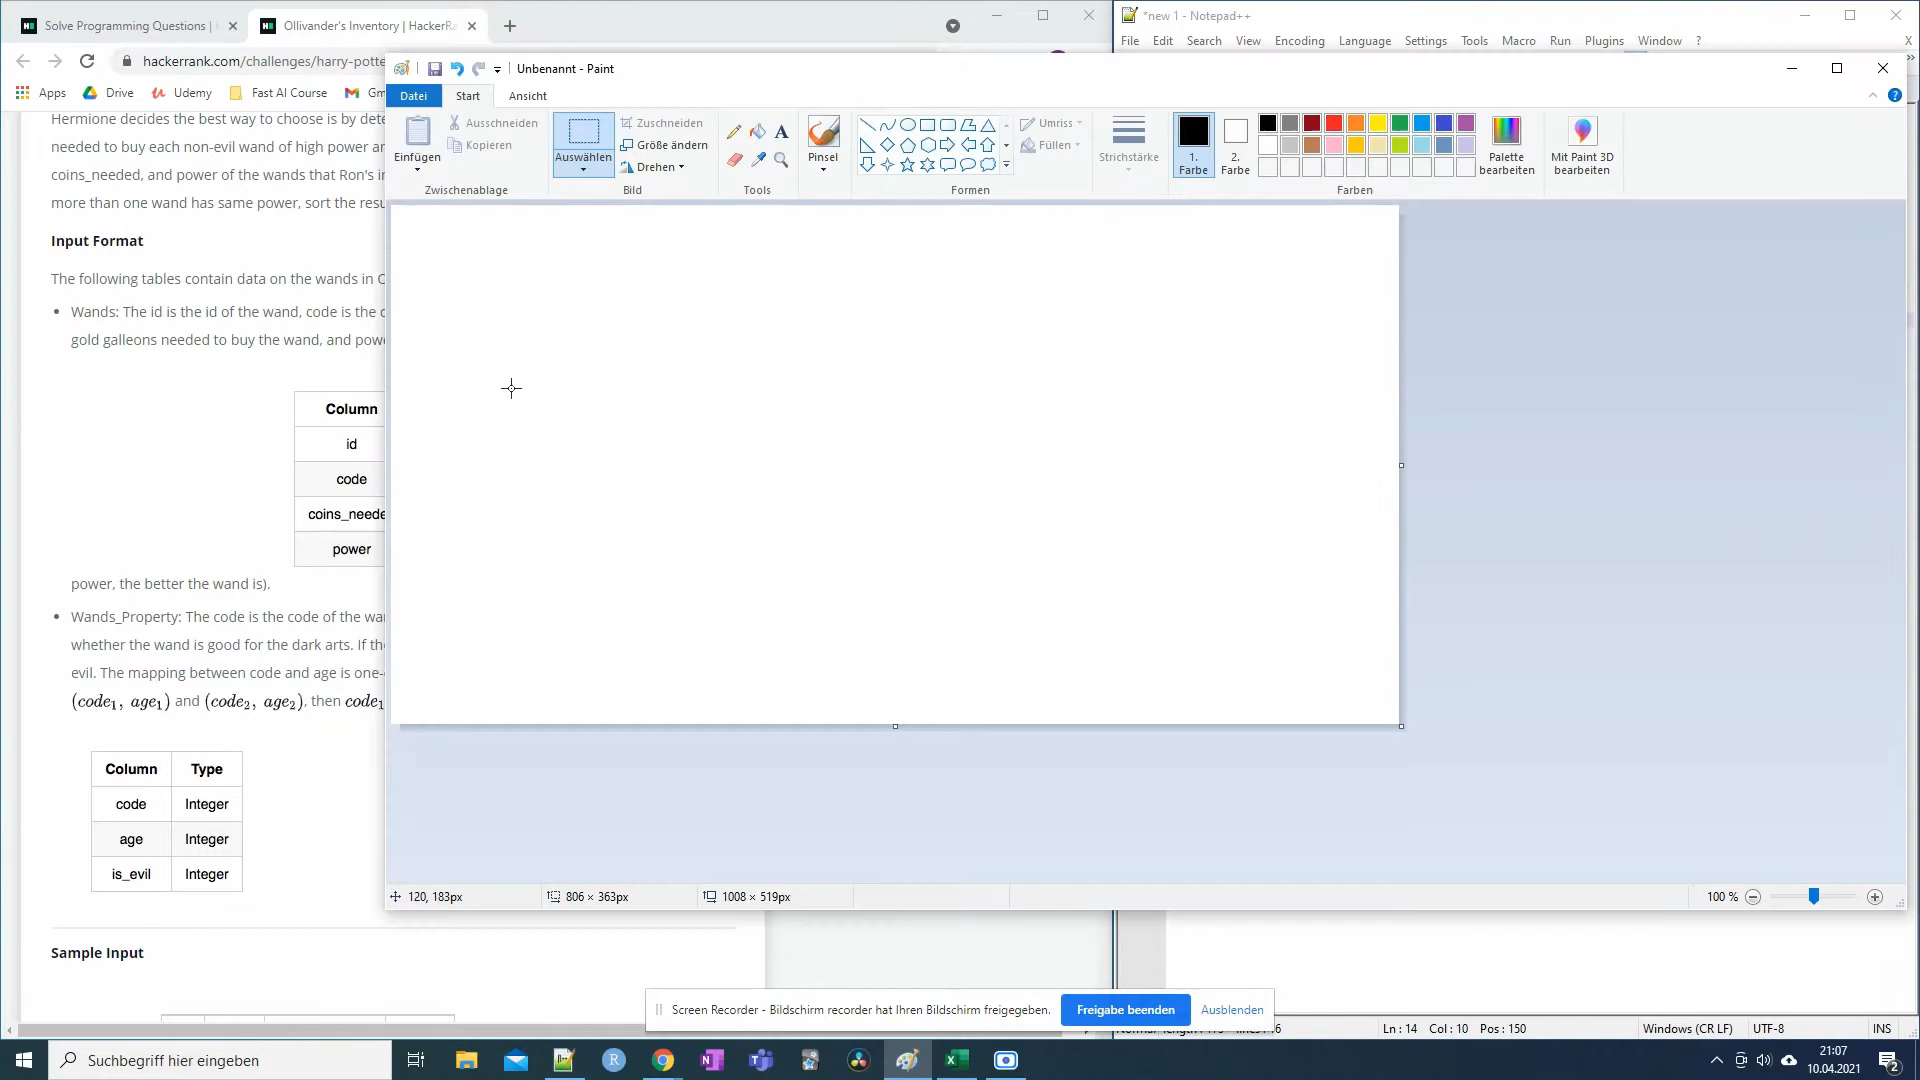 Solve Programming Questions |
Ollivander's Inventory | HackerRa
*new 1 - Notepad++
File Edit Search View Encoding Language Settings Tools Macro Run Plugins Window ? X
hackerrank.com/challenges/harry-potte
Apps Drive Udemy Fast AI Course Gm
Unbenannt - Paint
Datei Start Ansicht
Einfügen
Ausschneiden
Kopieren
Zwischenablage
Auswählen
Zuschneiden
Größe ändern
Drehen
Bild
A
Tools
Pinsel
Formen
Umriss
Füllen
Strichstärke
1.
Farbe
2.
Farbe
Palette
bearbeiten
Farben
Mit Paint 3D
bearbeiten
Hermione decides the best way to choose is by dete
needed to buy each non-evil wand of high power an
coins_needed, and power of the wands that Ron's in
more than one wand has same power, sort the resu
Input Format
The following tables contain data on the wands in O
Wands: The id is the id of the wand, code is the c
gold galleons needed to buy the wand, and powe
Column
id
code
coins_neede
power
power, the better the wand is).
Wands_Property: The code is the code of the wan
whether the wand is good for the dark arts. If the
evil. The mapping between code and age is one-
(code₁, age₁) and (code₂, age₂), then code₁
Column Type
code Integer
age Integer
is_evil Integer
Sample Input
120, 183px
806 × 363px
1008 × 519px
100 %
Screen Recorder - Bildschirm recorder hat Ihren Bildschirm freigegeben.
Freigabe beenden
Ausblenden
Ln : 14 Col : 10 Pos : 150
Windows (CR LF)
UTF-8
INS
Suchbegriff hier eingeben
21:07
10.04.2021
2